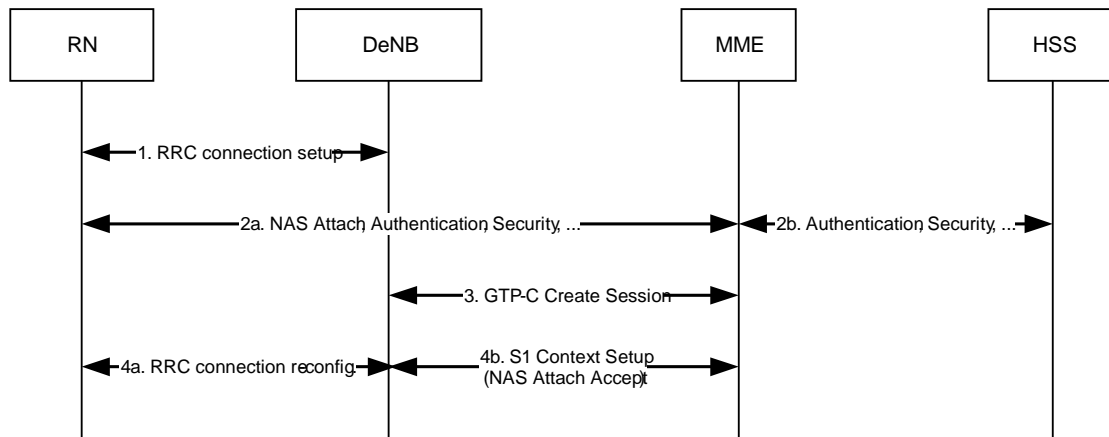 RN
DeNB
MME
HSS
1. RRC connection setup
2a. NAS Attach, Authentication, Security, ...
2b. Authentication, Security, ...
3. GTP-C Create Session
4a. RRC connection reconfig.
4b. S1 Context Setup
(NAS Attach Accept)